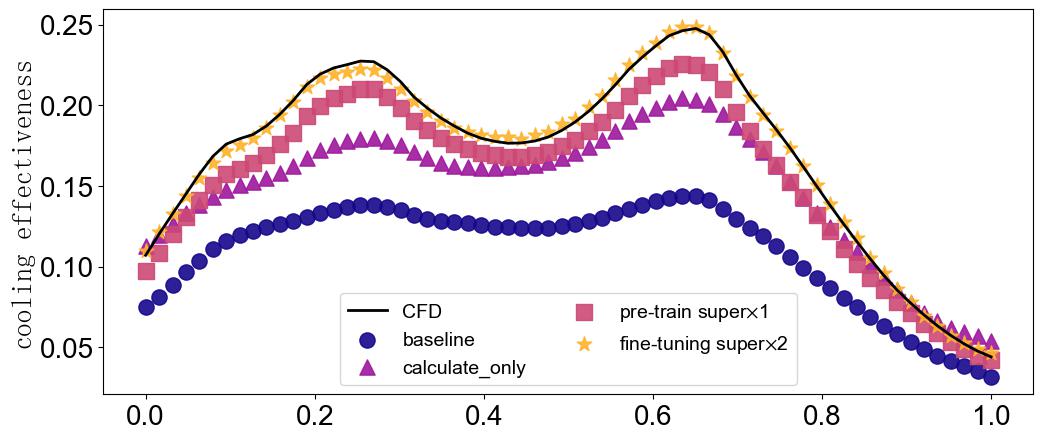 cooling effectiveness
0.25
0.20
0.15
0.10
0.05
0.0 0.2 0.4 0.6 0.8 1.0
CFD
baseline
calculate_only
pre-train super×1
fine-tuning super×2